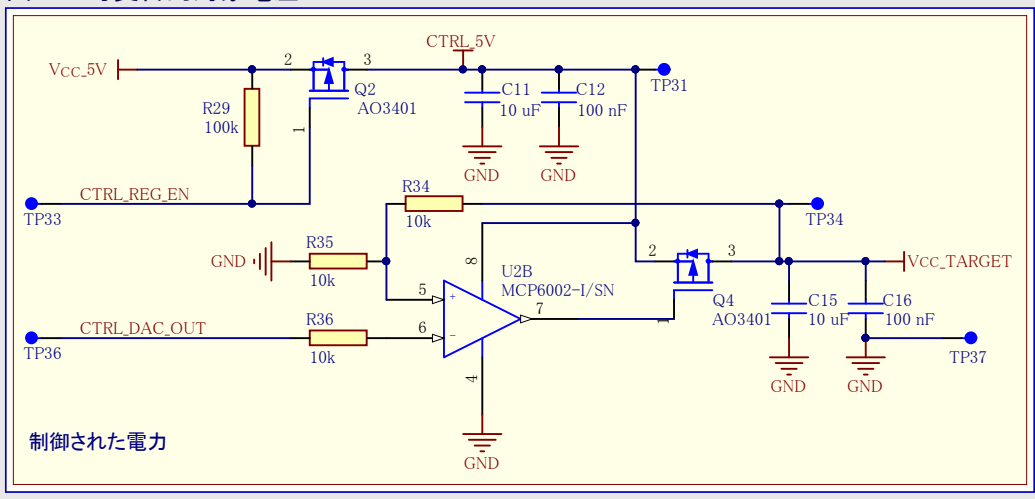 CTRL_5V
VCC_5V
2
3
Q2
AO3401
1
R29
100k
C11
10 uF
C12
100 nF
TP31
GND
GND
CTRL_REG_EN
TP33
R34
10k
TP34
GND
R35
10k
8
U2B
MCP6002-I/SN
5
+
6
−
7
4
2
3
1
Q4
AO3401
VCC_TARGET
C15
10 uF
C16
100 nF
CTRL_DAC_OUT
TP36
R36
10k
TP37
GND
GND
GND
制御された電力